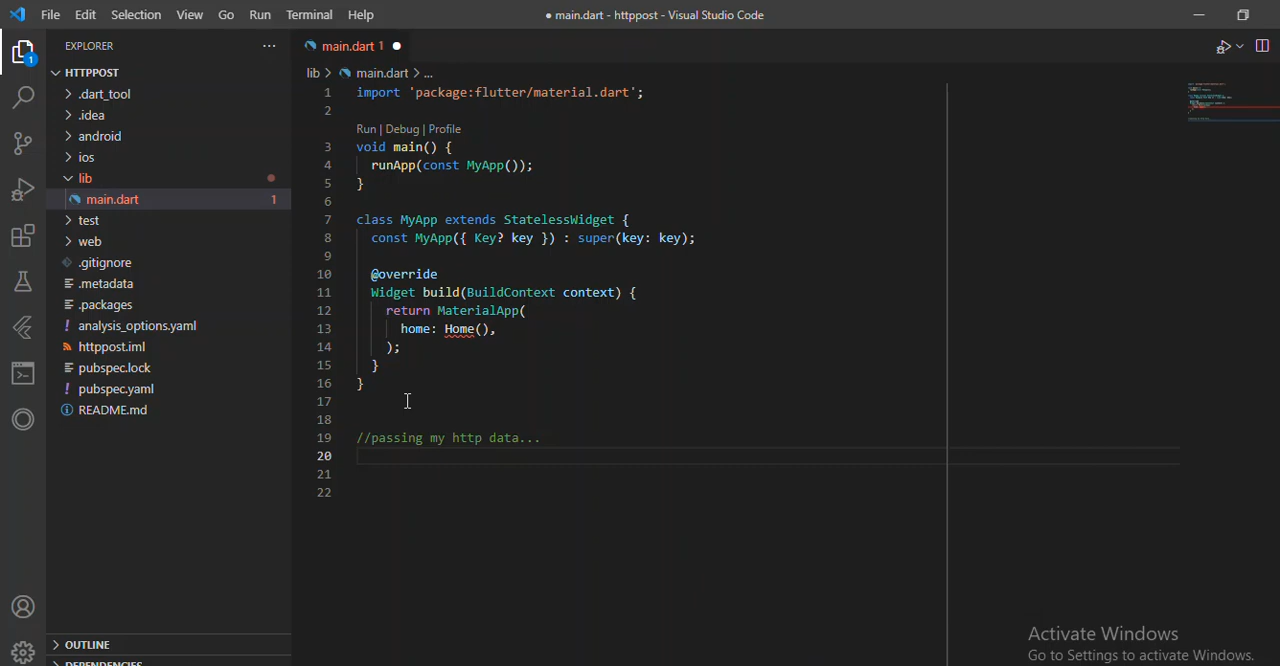 File Edit Selection View Go Run Terminal Help ● main.dart - httppost - Visual Studio Code
EXPLORER ...
HTTPPOST
.dart_tool
.idea
android
ios
lib
main.dart 1
test
web
.gitignore
.metadata
.packages
analysis_options.yaml
httppost.iml
pubspec.lock
pubspec.yaml
README.md
OUTLINE
DEPENDENCIES
1
main.dart 1
lib > main.dart > ...
1 import 'package:flutter/material.dart';
2
Run | Debug | Profile
3 void main() {
4 runApp(const MyApp());
5 }
6
7 class MyApp extends StatelessWidget {
8 const MyApp({ Key? key }) : super(key: key);
9
10 @override
11 Widget build(BuildContext context) {
12 return MaterialApp(
13 home: Home(),
14 );
15 }
16 }
17
18
19 //passing my http data...
20
21
22
Activate Windows
Go to Settings to activate Windows.